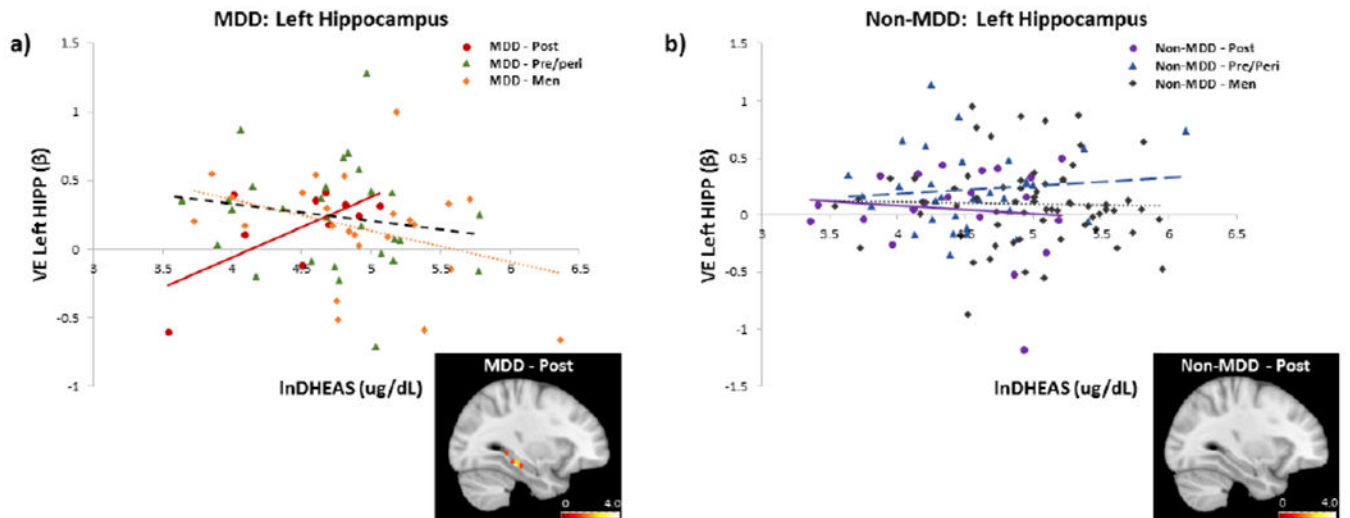 MDD: Left Hippocampus
a)
MDD - Post
MDD - Pre/peri
MDD - Men
VE Left HIPP (β)
1.5
1
0.5
0
-0.5
-1
3 3.5 4 4.5 5 5.5 6 6.5
lnDHEAS (ug/dL)
MDD - Post
0 4.0
Non-MDD: Left Hippocampus
b)
Non-MDD - Post
Non-MDD - Pre/Peri
Non-MDD - Men
VE Left HIPP (β)
1.5
1
0.5
0
-0.5
-1
-1.5
3 3.5 4 4.5 5 5.5 6 6.5
lnDHEAS (ug/dL)
Non-MDD - Post
0 4.0